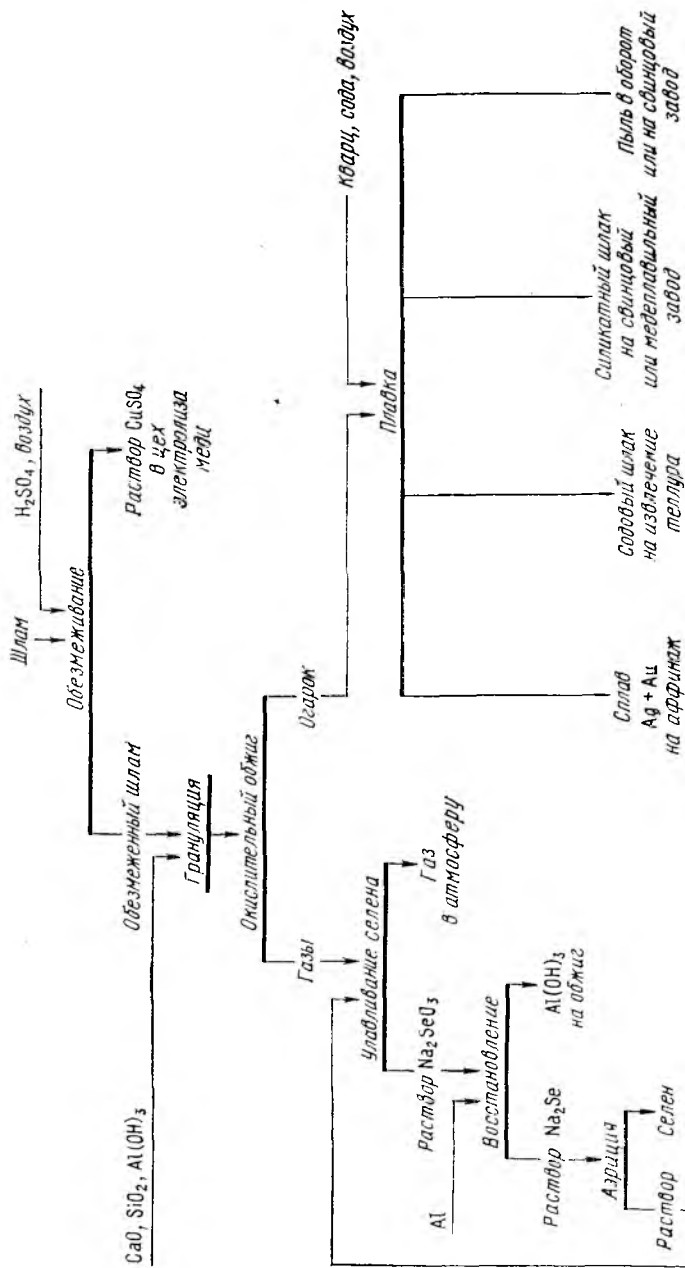 Шлам
H₂SO₄, воздух
Обезмеживание
Раствор CuSO₄
в цех
электролиза
меди
Обезмеженный шлам
CaO, SiO₂, Al(OH)₃
Грануляция
Окислительный обжиг
Газы
Огарок
Кварц, сода, воздух
Улавливание селена
Газ
в атмосферу
Раствор Na₂SeO₃
Al
Восстановление
Al(OH)₃
на обжиг
Раствор Na₂Se
Аэрация
Раствор
Селен
Плавка
Сплав
Ag + Au
на аффинаж
Содовый шлак
на извлечение
теллура
Силикатный шлак
на свинцовый
или медеплавильный
завод
Пыль в оборот
или на свинцовый
завод